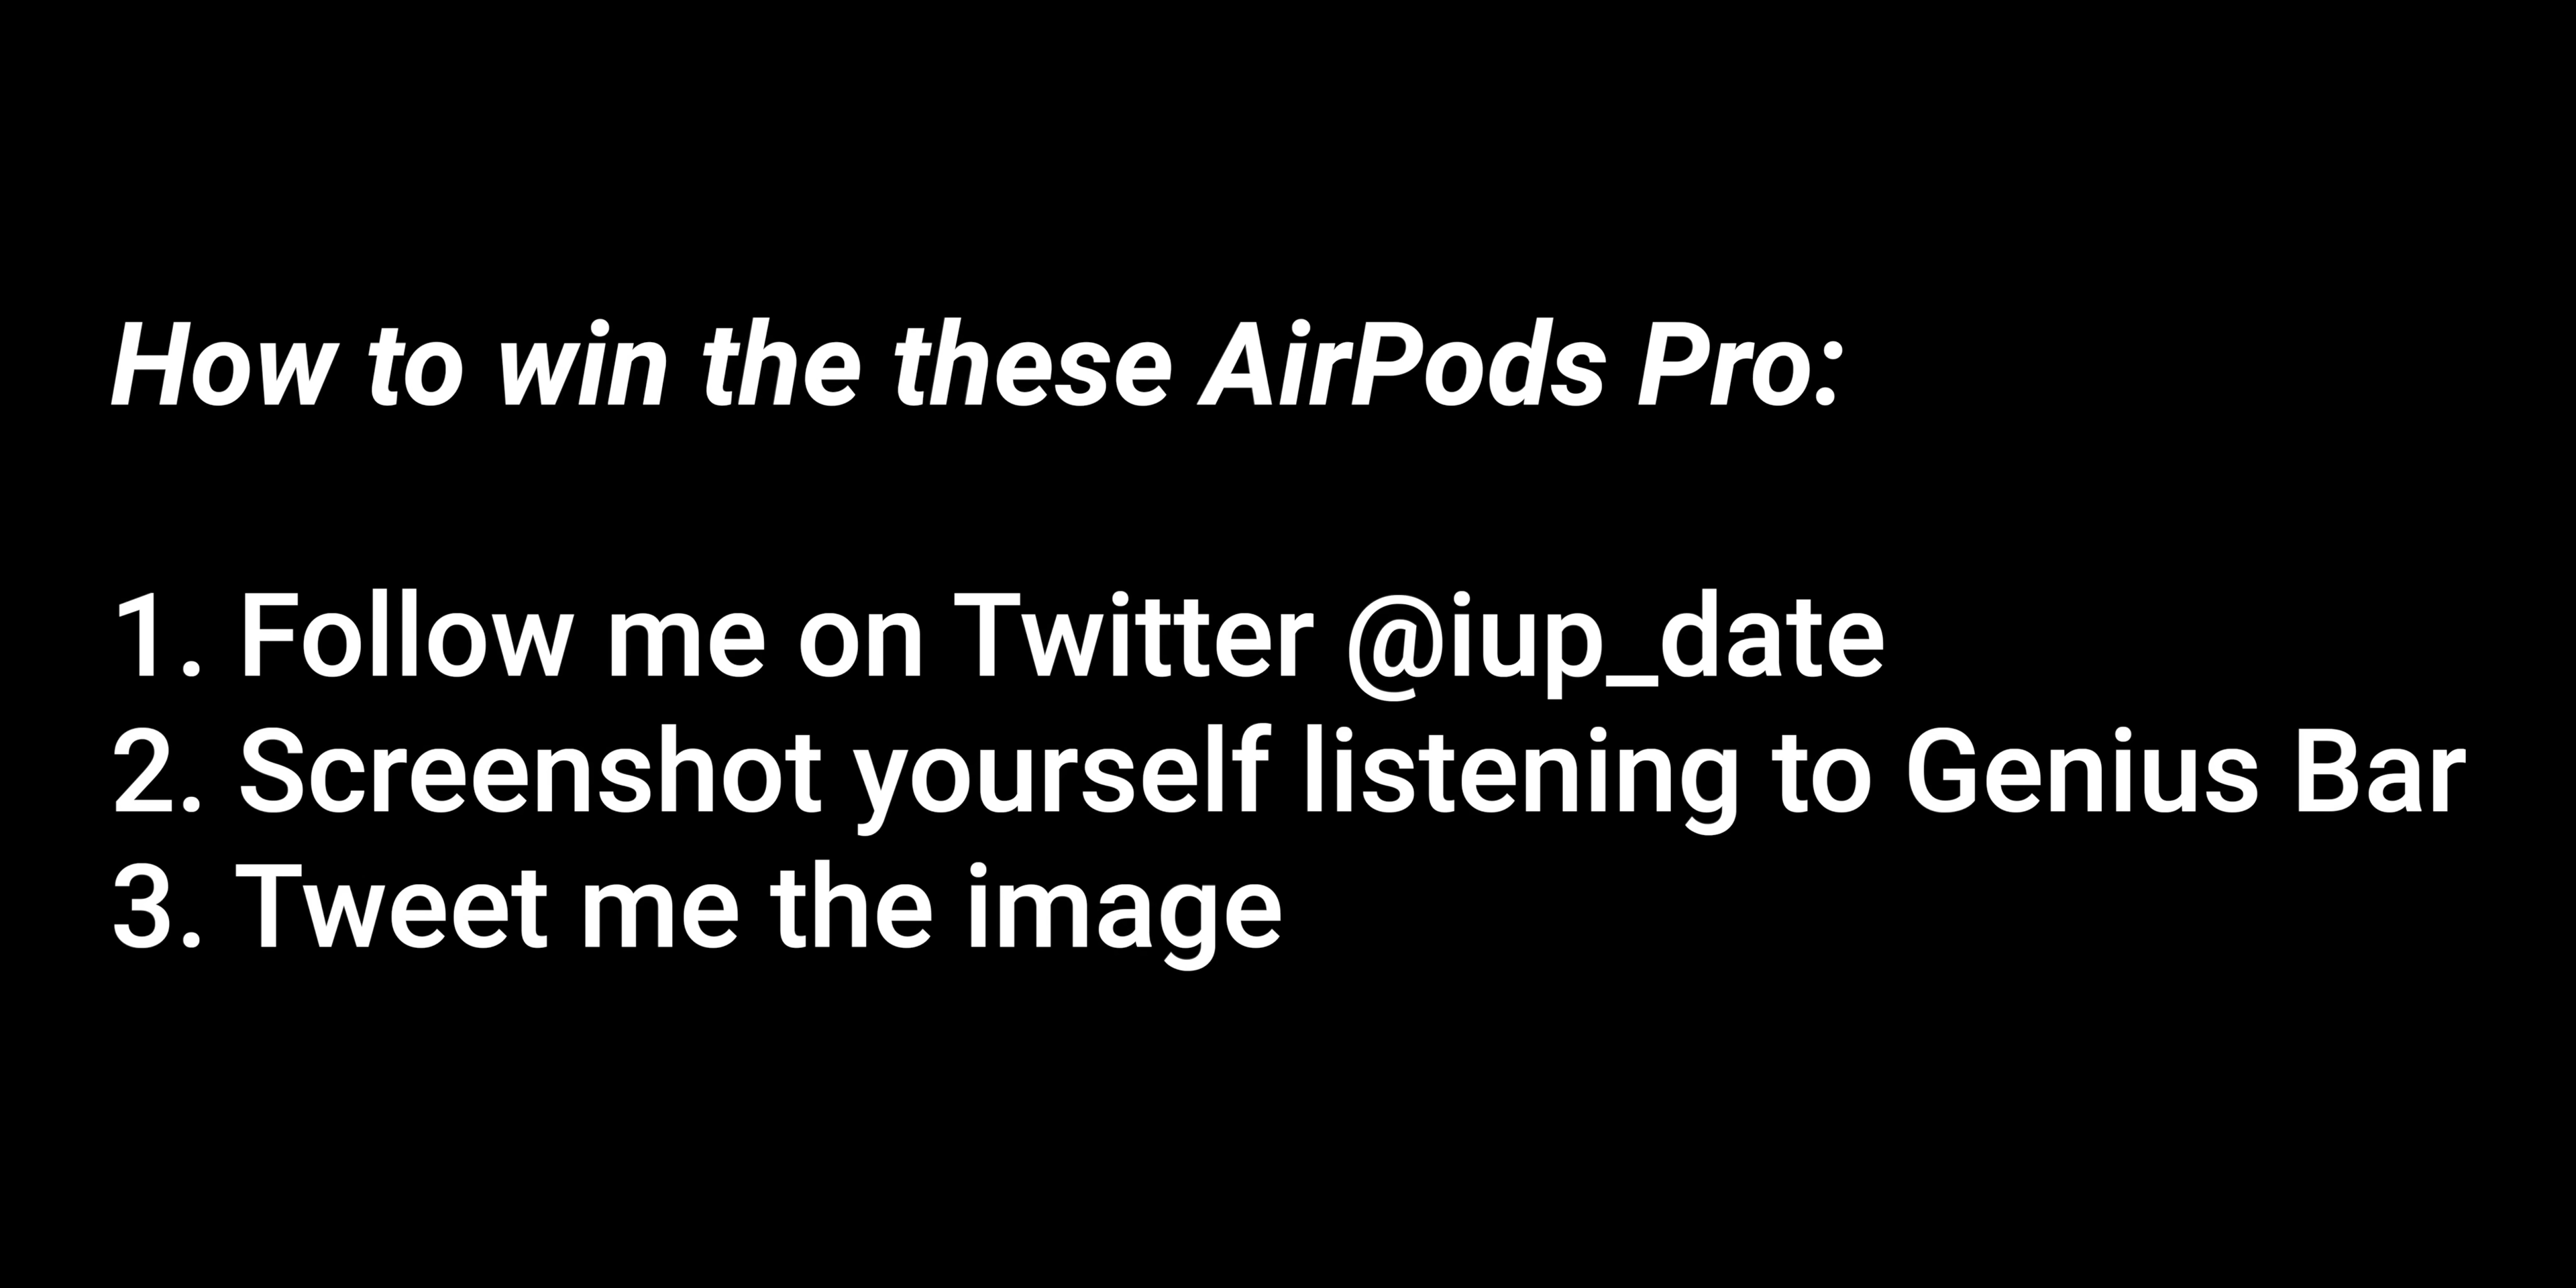 How to win the these AirPods Pro:
1. Follow me on Twitter @iup_date
2. Screenshot yourself listening to Genius Bar
3. Tweet me the image